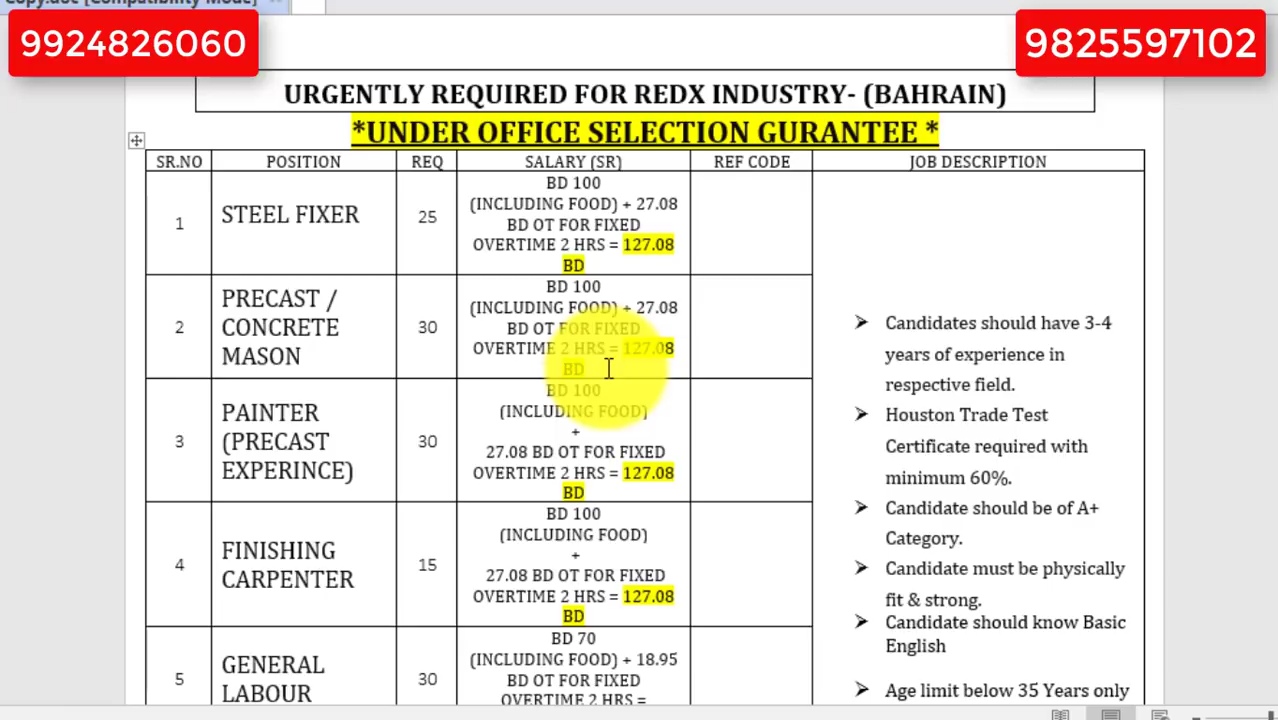 Copy.doc [Compatibility Mode]
9924826060
9825597102
URGENTLY REQUIRED FOR REDX INDUSTRY- (BAHRAIN)
*UNDER OFFICE SELECTION GURANTEE *
SR.NO POSITION REQ SALARY (SR) REF CODE JOB DESCRIPTION
1
STEEL FIXER
25
BD 100
(INCLUDING FOOD) + 27.08
BD OT FOR FIXED
OVERTIME 2 HRS = 127.08
BD
2
PRECAST /
CONCRETE
MASON
30
BD 100
(INCLUDING FOOD) + 27.08
BD OT FOR FIXED
OVERTIME 2 HRS = 127.08
BD
3
PAINTER
(PRECAST
EXPERINCE)
30
BD 100
(INCLUDING FOOD)
+
27.08 BD OT FOR FIXED
OVERTIME 2 HRS = 127.08
BD
4
FINISHING
CARPENTER
15
BD 100
(INCLUDING FOOD)
+
27.08 BD OT FOR FIXED
OVERTIME 2 HRS = 127.08
BD
5
GENERAL
LABOUR
30
BD 70
(INCLUDING FOOD) + 18.95
BD OT FOR FIXED
OVERTIME 2 HRS =
Candidates should have 3-4
years of experience in
respective field.
Houston Trade Test
Certificate required with
minimum 60%.
Candidate should be of A+
Category.
Candidate must be physically
fit & strong.
Candidate should know Basic
English
Age limit below 35 Years only